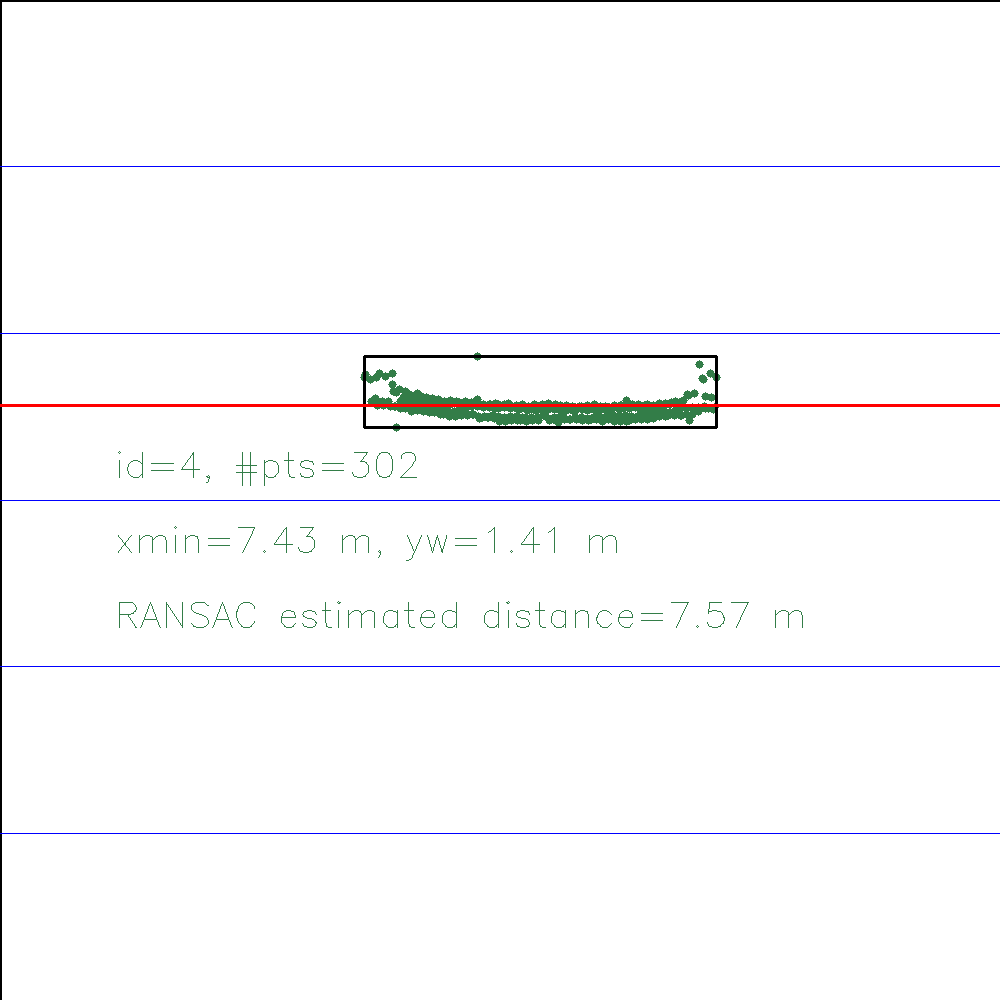 id=4, #pts=302
xmin=7.43 m, yw=1.41 m
RANSAC estimated distance=7.57 m